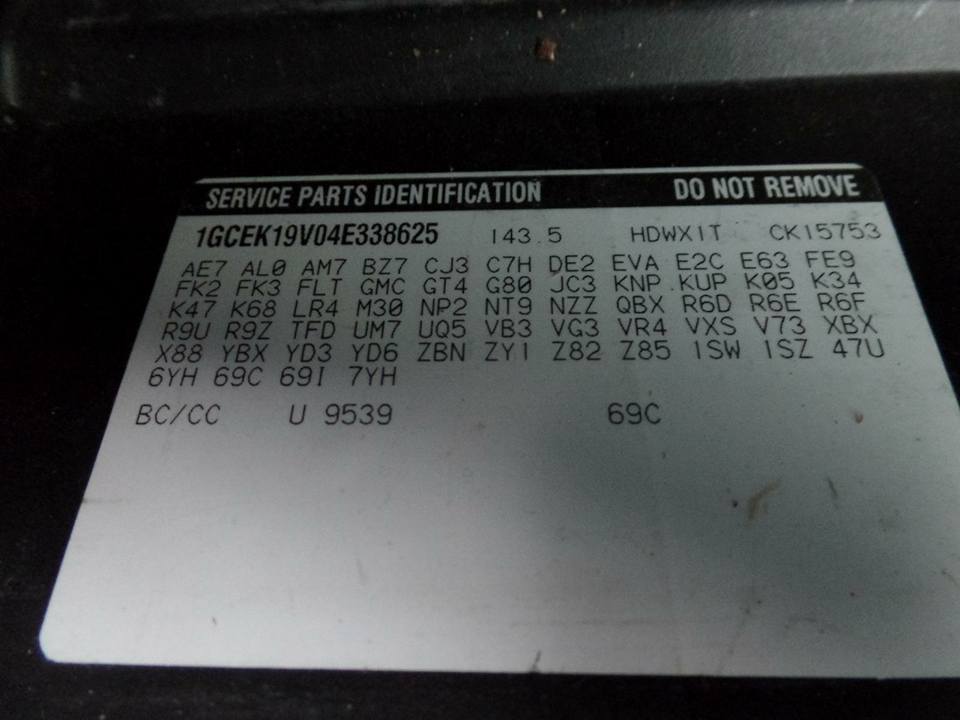 SERVICE PARTS IDENTIFICATION DO NOT REMOVE
1GCEK19V04E338625 143.5 HDWX1T CK15753
AE7 AL0 AM7 BZ7 CJ3 C7H DE2 EVA E2C E63 FE9
FK2 FK3 FLT GMC GT4 G80 JC3 KNP KUP K05 K34
K47 K68 LR4 M30 NP2 NT9 NZZ QBX R6D R6E R6F
R9U R9Z TFD UM7 UQ5 VB3 VG3 VR4 VXS V73 XBX
X88 YBX YD3 YD6 ZBN ZY1 Z82 Z85 1SW 1SZ 47U
6YH 69C 69I 7YH
BC/CC U 9539 69C